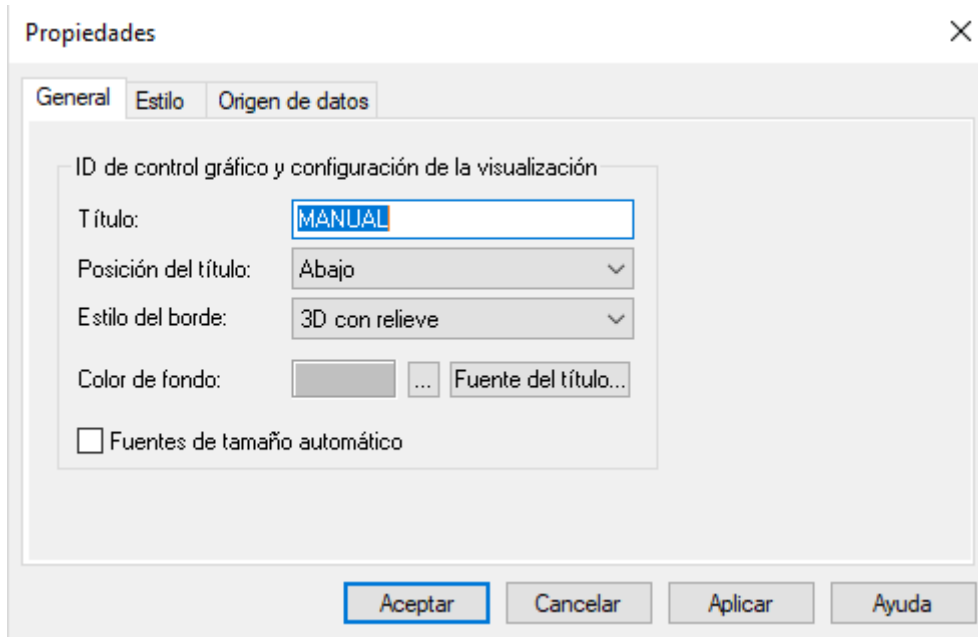 Propiedades
General Estilo Origen de datos
ID de control gráfico y configuración de la visualización
Título: MANUAL
Posición del título: Abajo
Estilo del borde: 3D con relieve
Color de fondo: ... Fuente del título...
Fuentes de tamaño automático
Aceptar Cancelar Aplicar Ayuda